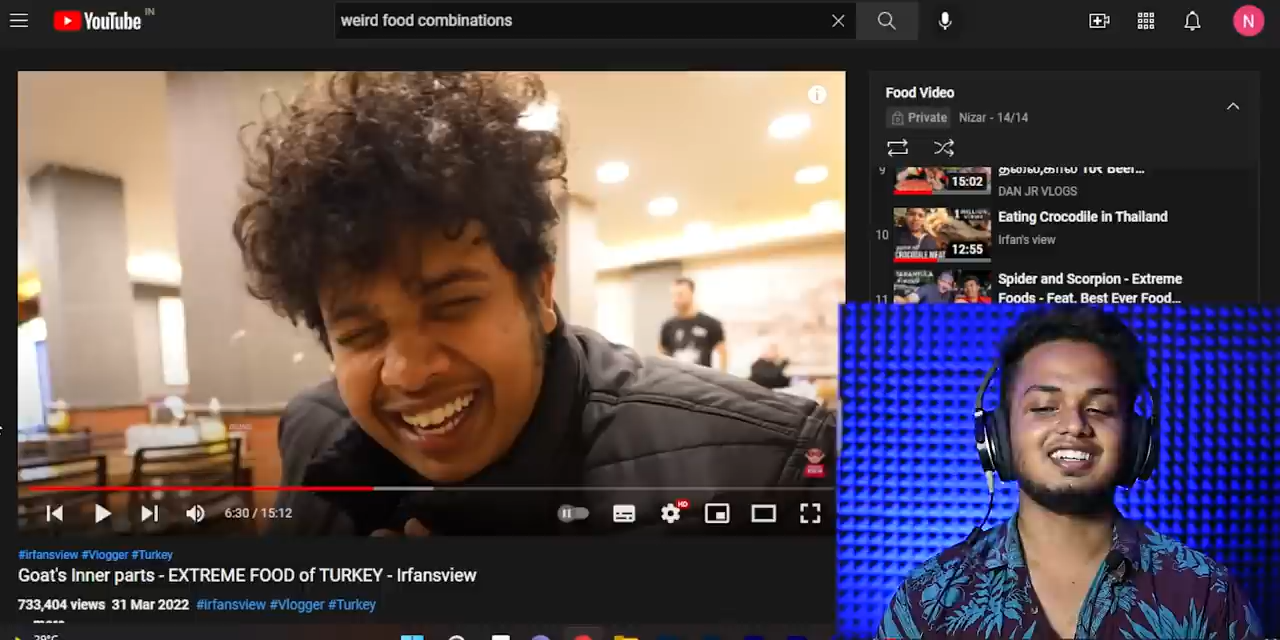 YouTube IN
weird food combinations
N
Food Video
Private Nizar - 14/14
9
15:02
DAN JR VLOGS
10
12:55
Eating Crocodile in Thailand
Irfan's view
11
Spider and Scorpion - Extreme
Foods - Feat. Best Ever Food...
6:30 / 15:12
HD
#irfansview #Vlogger #Turkey
Goat's Inner parts - EXTREME FOOD of TURKEY - Irfansview
733,404 views 31 Mar 2022 #irfansview #Vlogger #Turkey